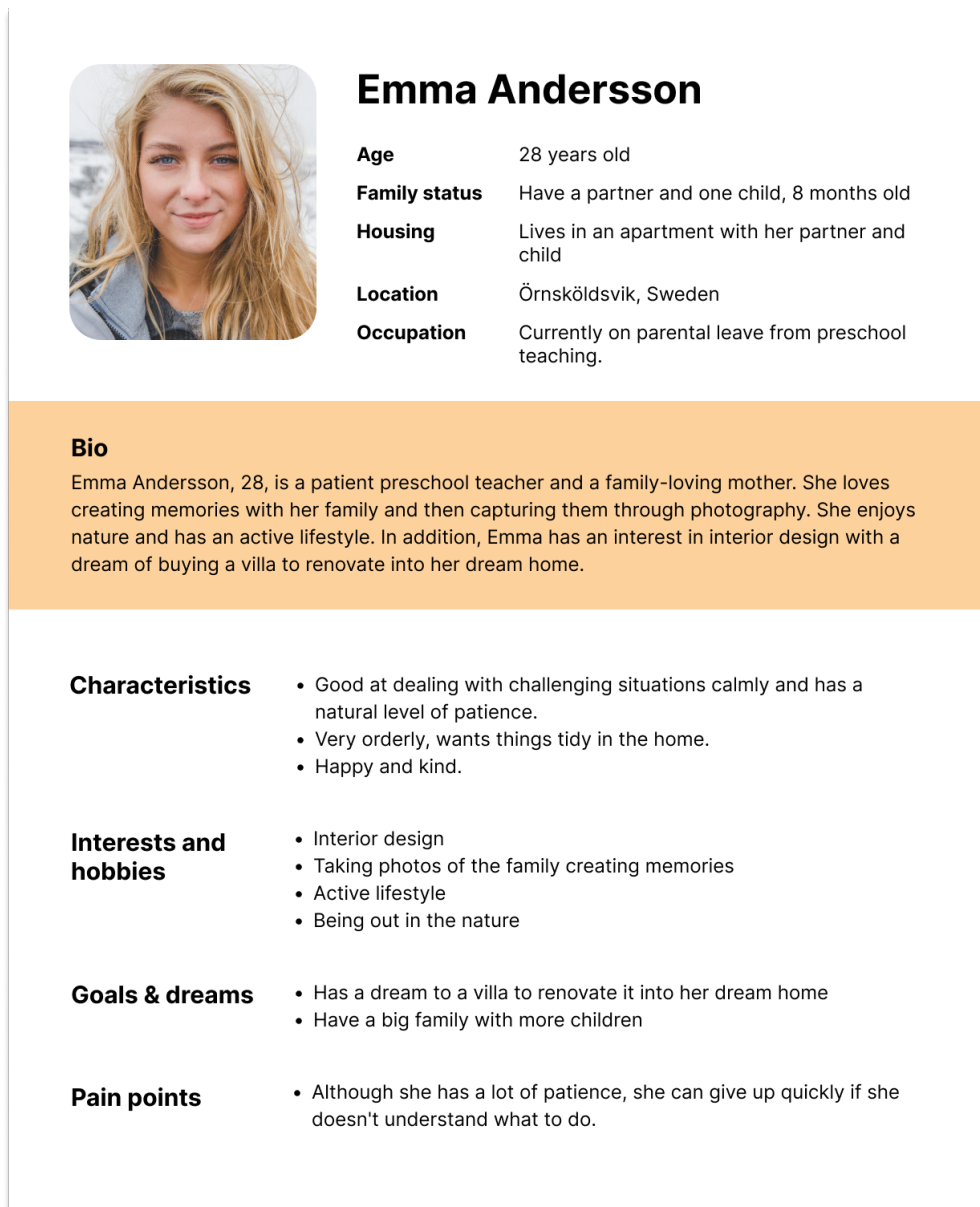 Emma Andersson
Age 28 years old
Family status Have a partner and one child, 8 months old
Housing Lives in an apartment with her partner and
child
Location Örnsköldsvik, Sweden
Occupation Currently on parental leave from preschool
teaching.
Bio
Emma Andersson, 28, is a patient preschool teacher and a family-loving mother. She loves
creating memories with her family and then capturing them through photography. She enjoys
nature and has an active lifestyle. In addition, Emma has an interest in interior design with a
dream of buying a villa to renovate into her dream home.
Characteristics
• Good at dealing with challenging situations calmly and has a
natural level of patience.
• Very orderly, wants things tidy in the home.
• Happy and kind.
Interests and
hobbies
• Interior design
• Taking photos of the family creating memories
• Active lifestyle
• Being out in the nature
Goals & dreams
• Has a dream to a villa to renovate it into her dream home
• Have a big family with more children
Pain points
• Although she has a lot of patience, she can give up quickly if she
doesn't understand what to do.